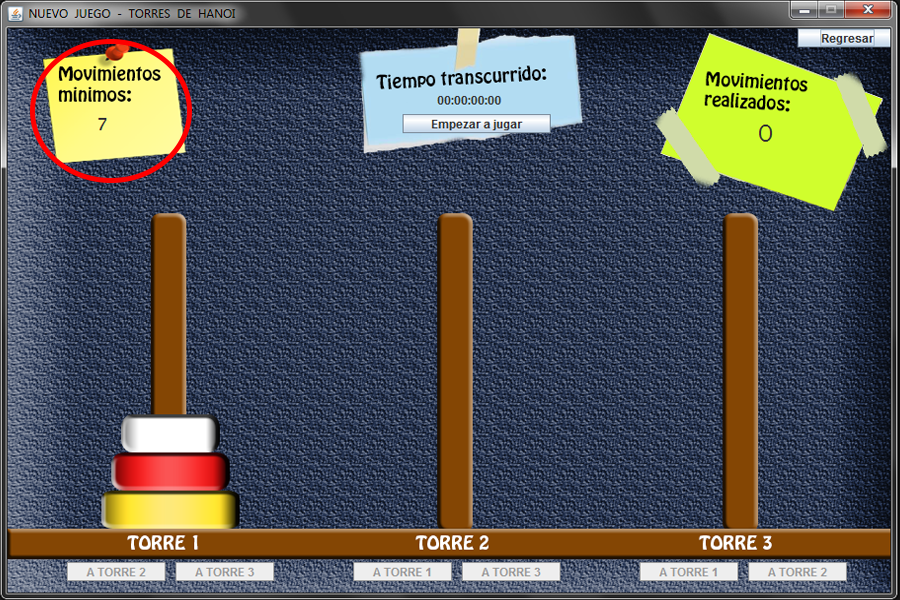 NUEVO JUEGO - TORRES DE HANOI
Regresar
Movimientos
mínimos:
7
Tiempo transcurrido:
00:00:00:00
Empezar a jugar
Movimientos
realizados:
0
TORRE 1
TORRE 2
TORRE 3
A TORRE 2
A TORRE 3
A TORRE 1
A TORRE 3
A TORRE 1
A TORRE 2